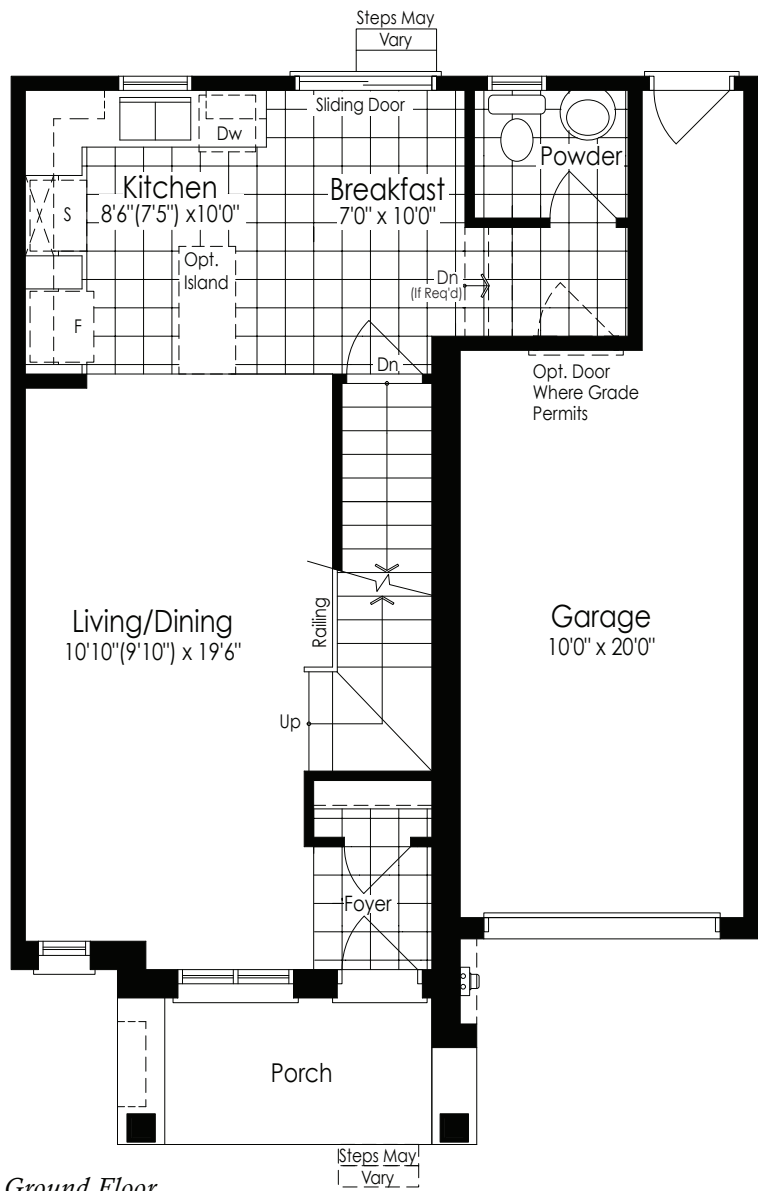 Steps May
Vary
Sliding Door
Dw
Powder
Kitchen
8'6"(7'5") x10'0"
Breakfast
7'0" x 10'0"
S
Opt.
Island
Dn
(If Req'd)
F
Dn
Opt. Door
Where Grade
Permits
Living/Dining
10'10"(9'10") x 19'6"
Railing
Garage
10'0" x 20'0"
Up
Foyer
Porch
Steps May
Vary
Ground Floor